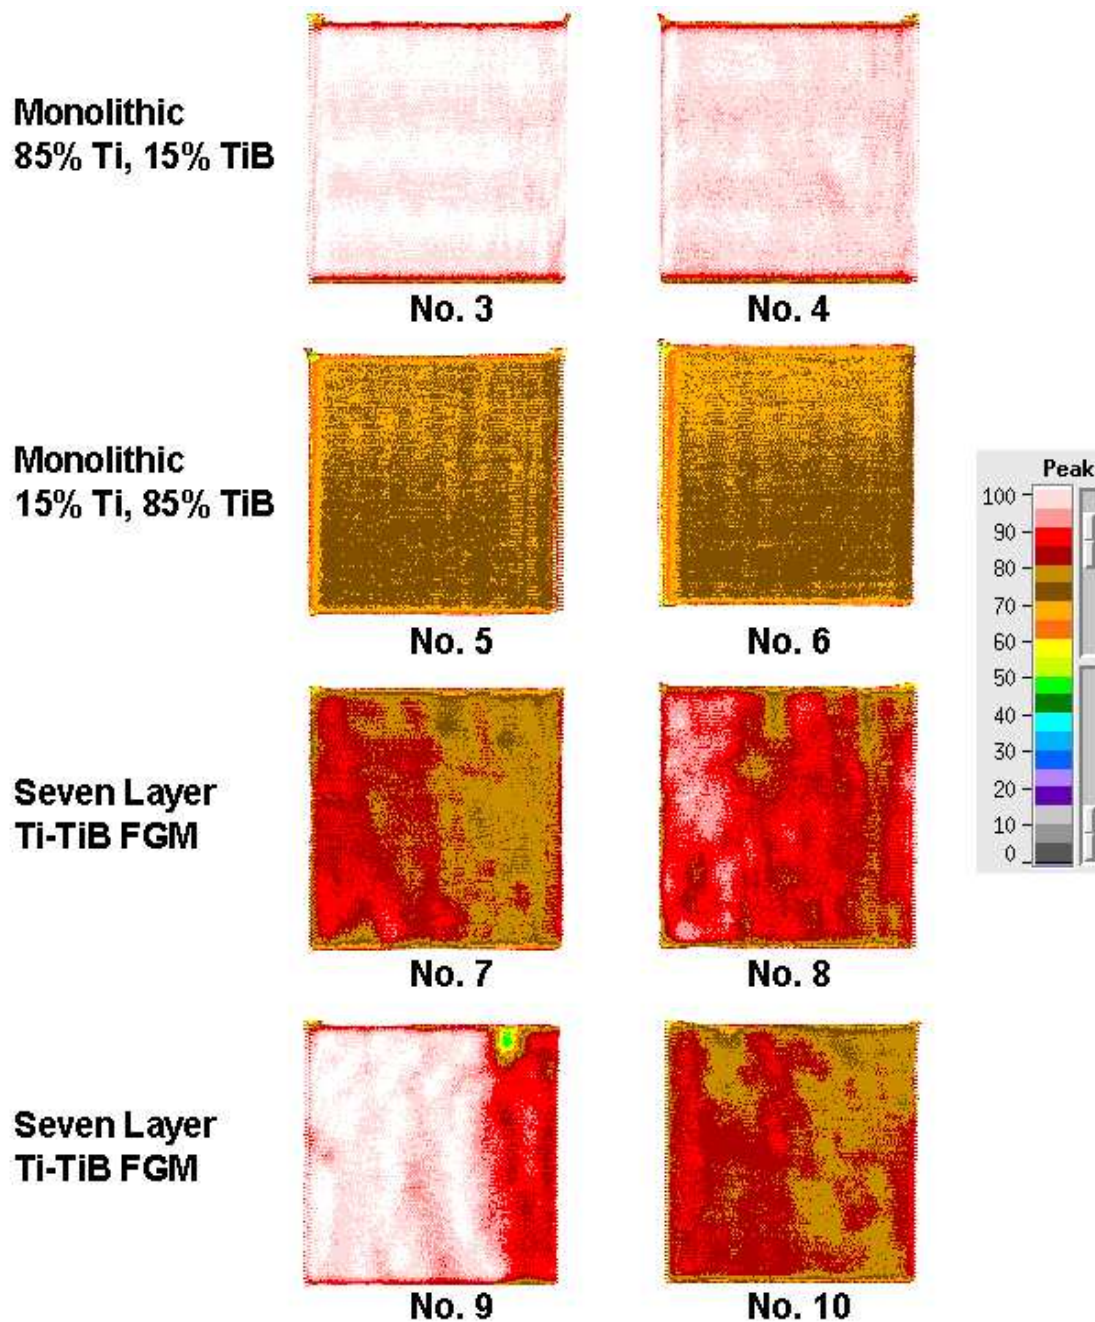 Monolithic
85% Ti, 15% TiB
No. 3
No. 4
Monolithic
15% Ti, 85% TiB
No. 5
No. 6
Peak
100
90
80
70
60
50
40
30
20
10
0
Seven Layer
Ti-TiB FGM
No. 7
No. 8
Seven Layer
Ti-TiB FGM
No. 9
No. 10